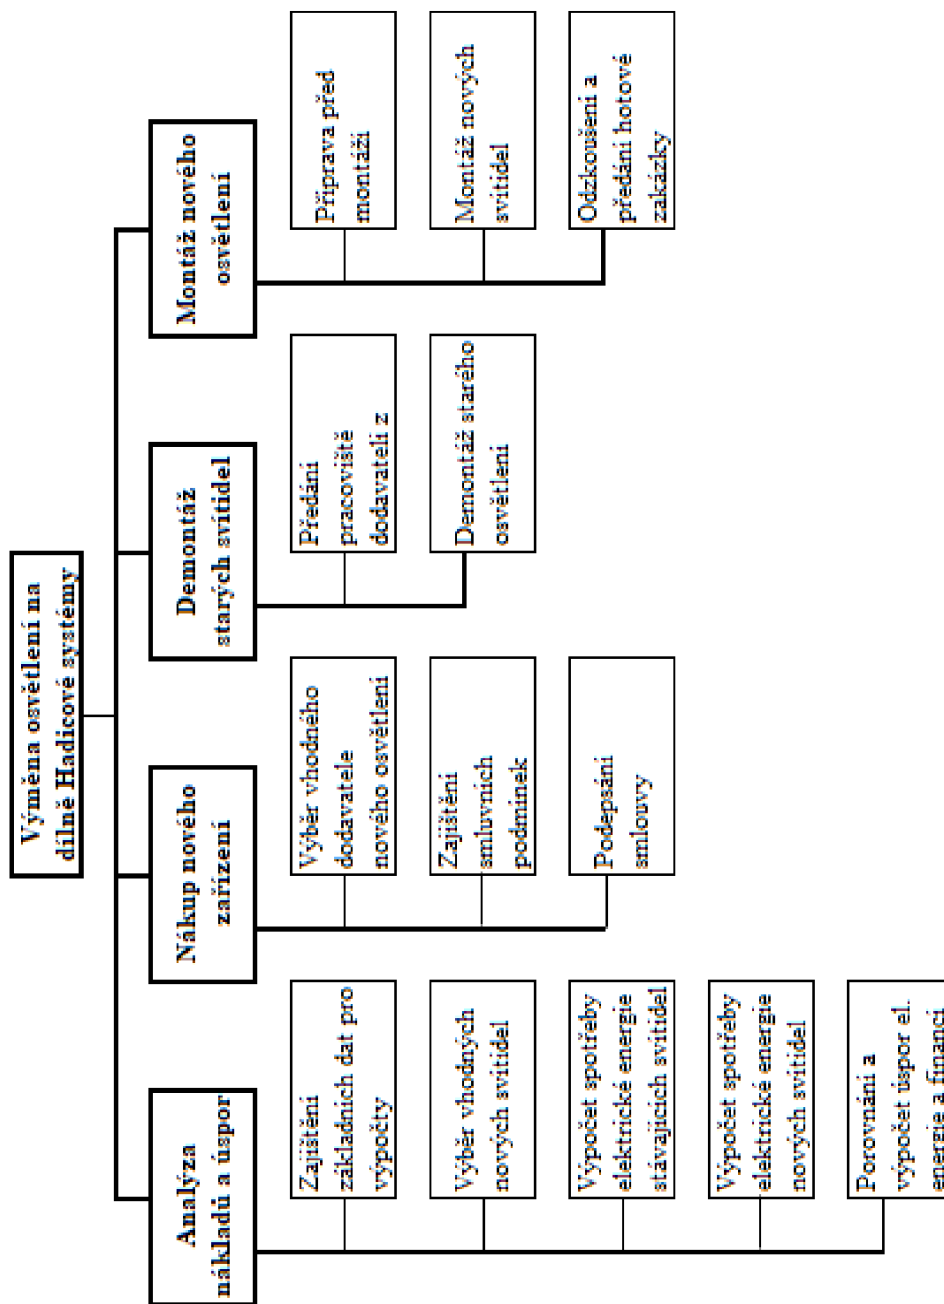 Výměna osvětlení na
dílně Hadicové systémy
Analýza
nákladů a úspor
Zajištění
základních dat pro
výpočty
Výběr vhodných
nových svítidel
Výpočet spotřeby
elektrické energie
stávajících svítidel
Výpočet spotřeby
elektrické energie
nových svítidel
Porovnání a
výpočet úspor el.
energie a financí
Nákup nového
zařízení
Výběr vhodného
dodavatele
nového osvětlení
Zajištění
smluvních
podmínek
Podepsání
smlouvy
Demontáž
starých svítidel
Předání
pracoviště
dodavateli z
Demontáž starého
osvětlení
Montáž nového
osvětlení
Příprava před
montáží
Montáž nových
svítidel
Odzkoušení a
předání hotové
zakázky